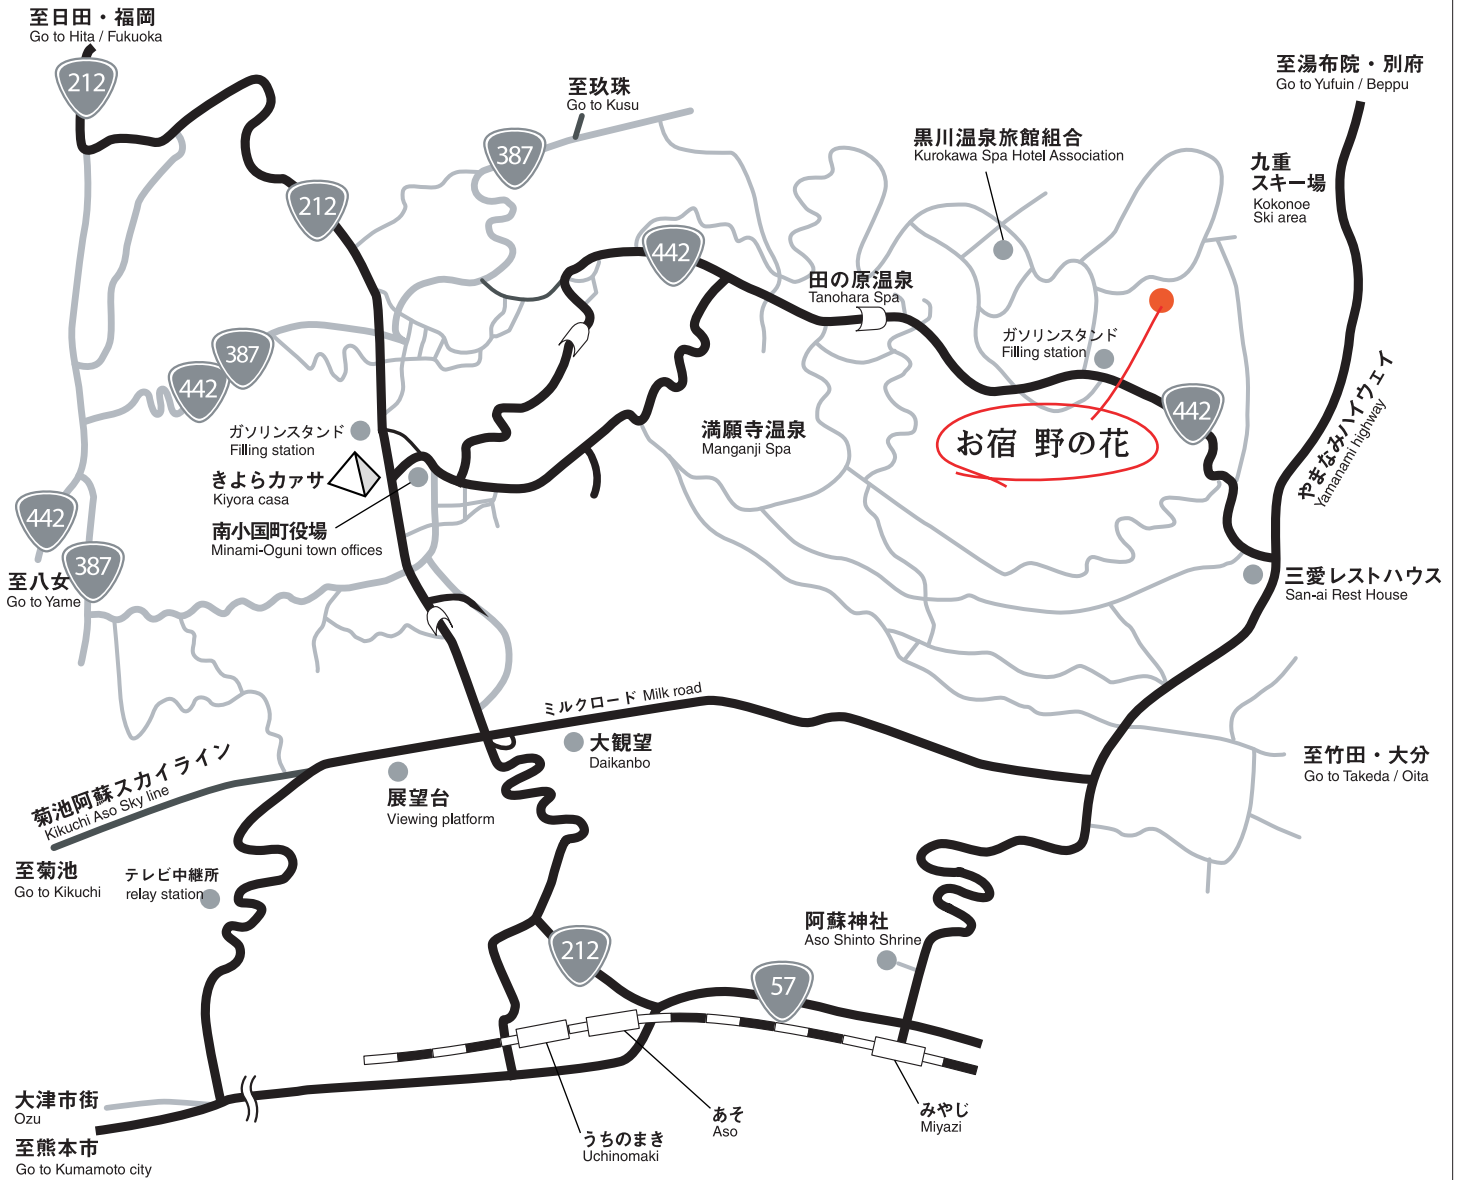 至日田・福岡
Go to Hita / Fukuoka
212
至玖珠
Go to Kusu
387
至湯布院・別府
Go to Yufuin / Beppu
黒川温泉旅館組合
Kurokawa Spa Hotel Association
九重
スキー場
Kokonoe
Ski area
212
442
田の原温泉
Tanohara Spa
ガソリンスタンド
Filling station
387
442
442
ガソリンスタンド
Filling station
満願寺温泉
Manganji Spa
お宿 野の花
やまなみハイウェイ
Yamanami highway
きよらカァサ
Kiyora casa
442
南小国町役場
Minami-Oguni town offices
387
至八女
Go to Yame
三愛レストハウス
San-ai Rest House
ミルクロード Milk road
大観望
Daikanbo
至竹田・大分
Go to Takeda / Oita
菊池阿蘇スカイライン
Kikuchi Aso Sky line
展望台
Viewing platform
至菊池
Go to Kikuchi
テレビ中継所
relay station
阿蘇神社
Aso Shinto Shrine
212
57
大津市街
Ozu
至熊本市
Go to Kumamoto city
うちのまき
Uchinomaki
あそ
Aso
みやじ
Miyazi